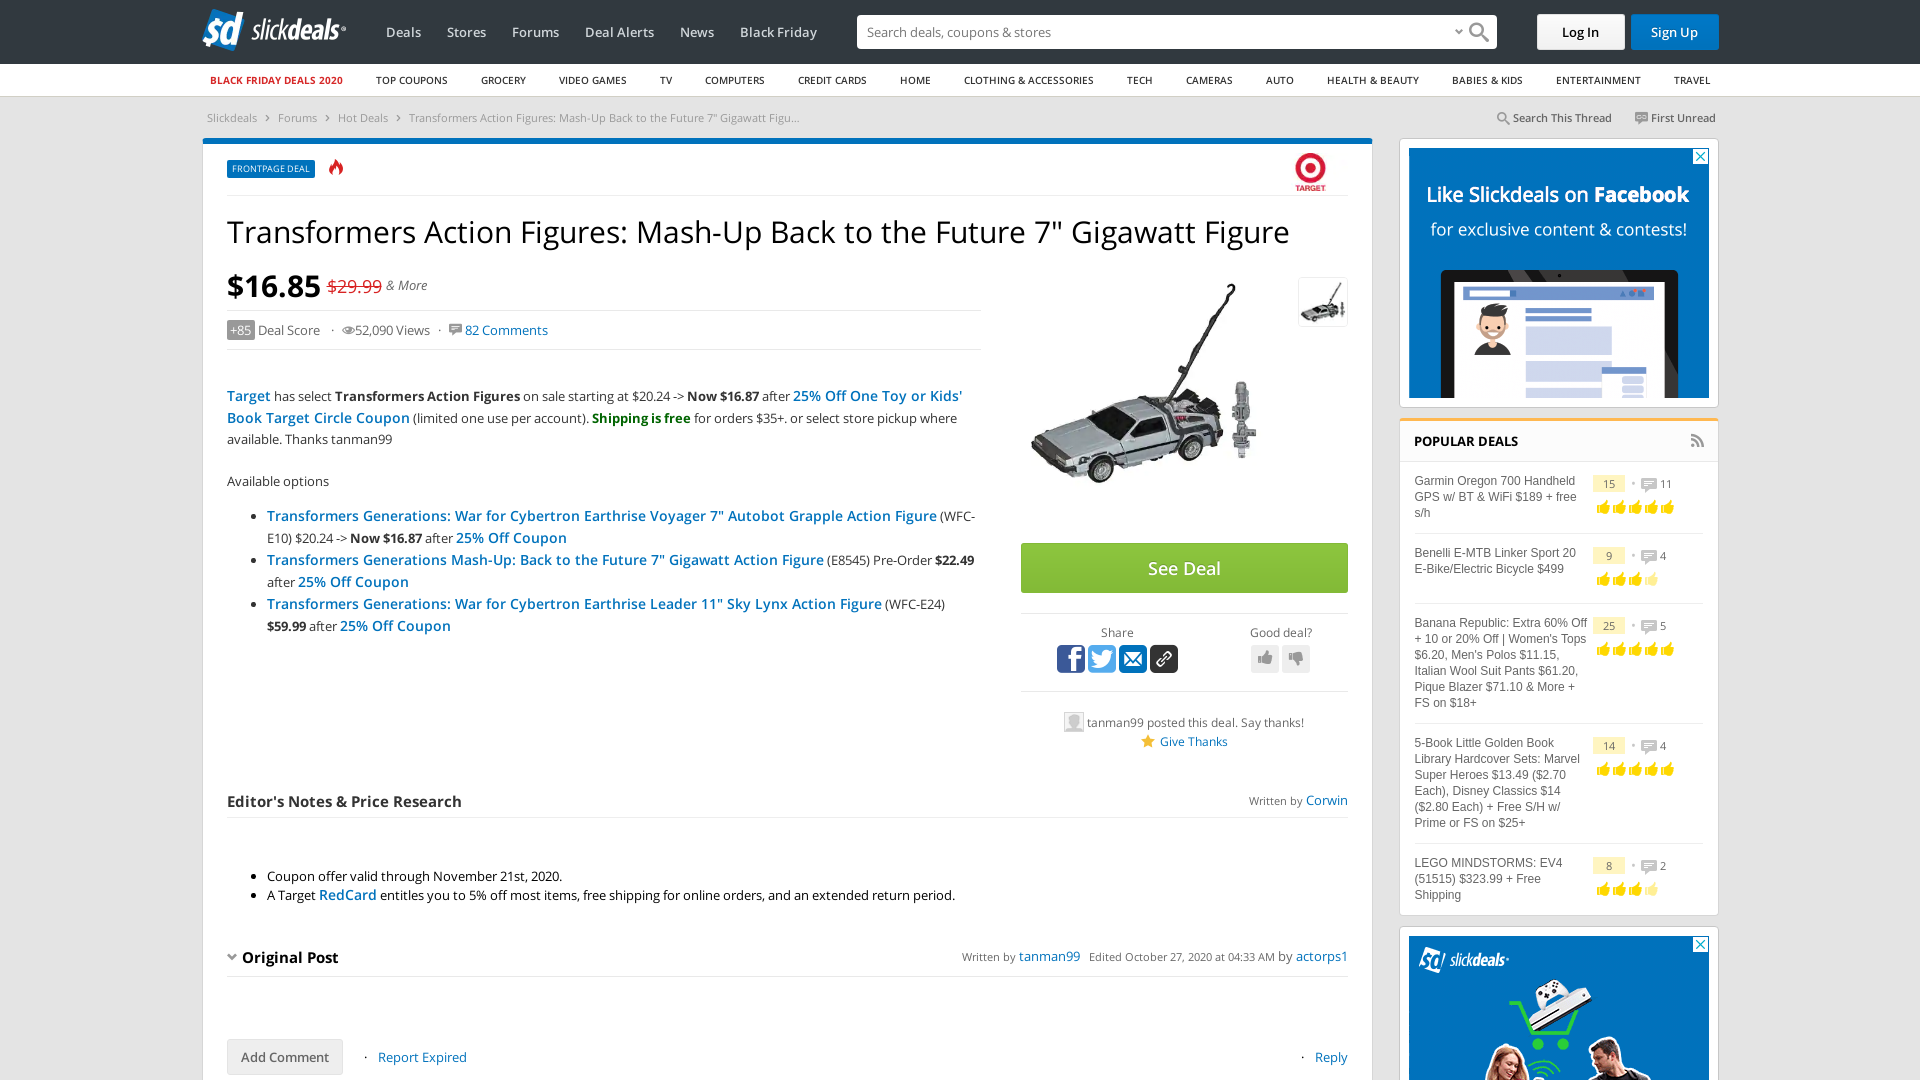 sd slickdeals
Deals Stores Forums Deal Alerts News Black Friday Search deals, coupons & stores Log In Sign Up
BLACK FRIDAY DEALS 2020 TOP COUPONS GROCERY VIDEO GAMES TV COMPUTERS CREDIT CARDS HOME CLOTHING & ACCESSORIES TECH CAMERAS AUTO HEALTH & BEAUTY BABIES & KIDS ENTERTAINMENT TRAVEL
Slickdeals › Forums › Hot Deals › Transformers Action Figures: Mash-Up Back to the Future 7" Gigawatt Figu... Search This Thread First Unread
FRONTPAGE DEAL
TARGET
Transformers Action Figures: Mash-Up Back to the Future 7" Gigawatt Figure
$16.85 $29.99 & More
+85 Deal Score · 52,090 Views · 82 Comments
Target has select Transformers Action Figures on sale starting at $20.24 -> Now $16.87 after 25% Off One Toy or Kids'
Book Target Circle Coupon (limited one use per account). Shipping is free for orders $35+. or select store pickup where
available. Thanks tanman99
Available options
• Transformers Generations: War for Cybertron Earthrise Voyager 7" Autobot Grapple Action Figure (WFC-
E10) $20.24 -> Now $16.87 after 25% Off Coupon
• Transformers Generations Mash-Up: Back to the Future 7" Gigawatt Action Figure (E8545) Pre-Order $22.49
after 25% Off Coupon
• Transformers Generations: War for Cybertron Earthrise Leader 11" Sky Lynx Action Figure (WFC-E24)
$59.99 after 25% Off Coupon
See Deal
Share Good deal?
tanman99 posted this deal. Say thanks!
Give Thanks
Editor's Notes & Price Research Written by Corwin
• Coupon offer valid through November 21st, 2020.
• A Target RedCard entitles you to 5% off most items, free shipping for online orders, and an extended return period.
Original Post Written by tanman99 Edited October 27, 2020 at 04:33 AM by actorps1
Add Comment · Report Expired · Reply
Like Slickdeals on Facebook
for exclusive content & contests!
POPULAR DEALS
Garmin Oregon 700 Handheld 15 • 11
GPS w/ BT & WiFi $189 + free
s/h
Benelli E-MTB Linker Sport 20 9 • 4
E-Bike/Electric Bicycle $499
Banana Republic: Extra 60% Off 25 • 5
+ 10 or 20% Off | Women's Tops
$6.20, Men's Polos $11.15,
Italian Wool Suit Pants $61.20,
Pique Blazer $71.10 & More +
FS on $18+
5-Book Little Golden Book 14 • 4
Library Hardcover Sets: Marvel
Super Heroes $13.49 ($2.70
Each), Disney Classics $14
($2.80 Each) + Free S/H w/
Prime or FS on $25+
LEGO MINDSTORMS: EV4 8 • 2
(51515) $323.99 + Free
Shipping
sd slickdeals